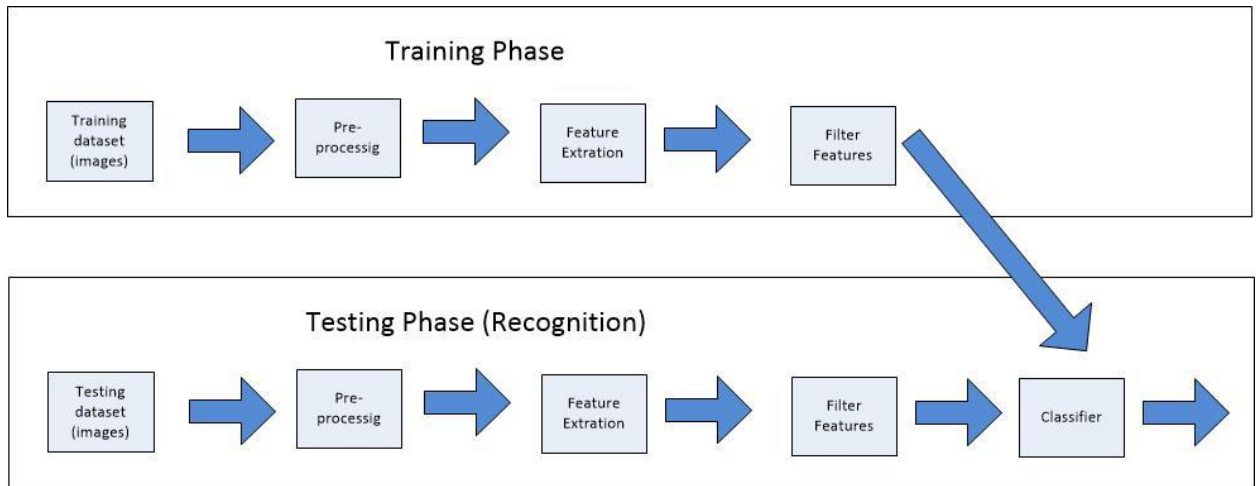 Training Phase
Training
dataset
(images)
Pre-
processig
Feature
Extration
Filter
Features
Testing Phase (Recognition)
Testing
dataset
(images)
Pre-
processig
Feature
Extration
Filter
Features
Classifier